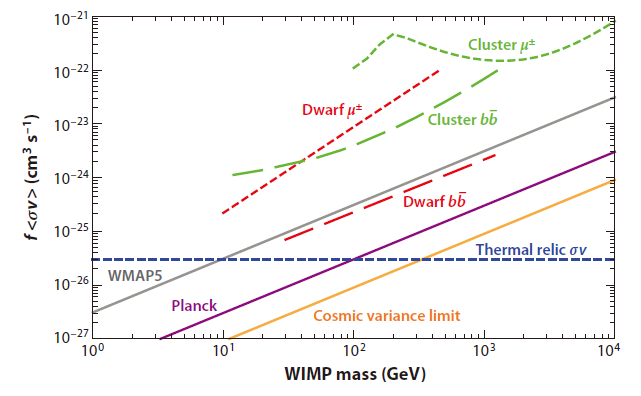 10⁻²¹
10⁻²²
10⁻²³
10⁻²⁴
10⁻²⁵
10⁻²⁶
10⁻²⁷
f <σv> (cm³ s⁻¹)
Cluster μ±
Dwarf μ±
Cluster bb̄
Dwarf bb̄
Thermal relic σv
WMAP5
Planck
Cosmic variance limit
10⁰ 10¹ 10² 10³ 10⁴
WIMP mass (GeV)